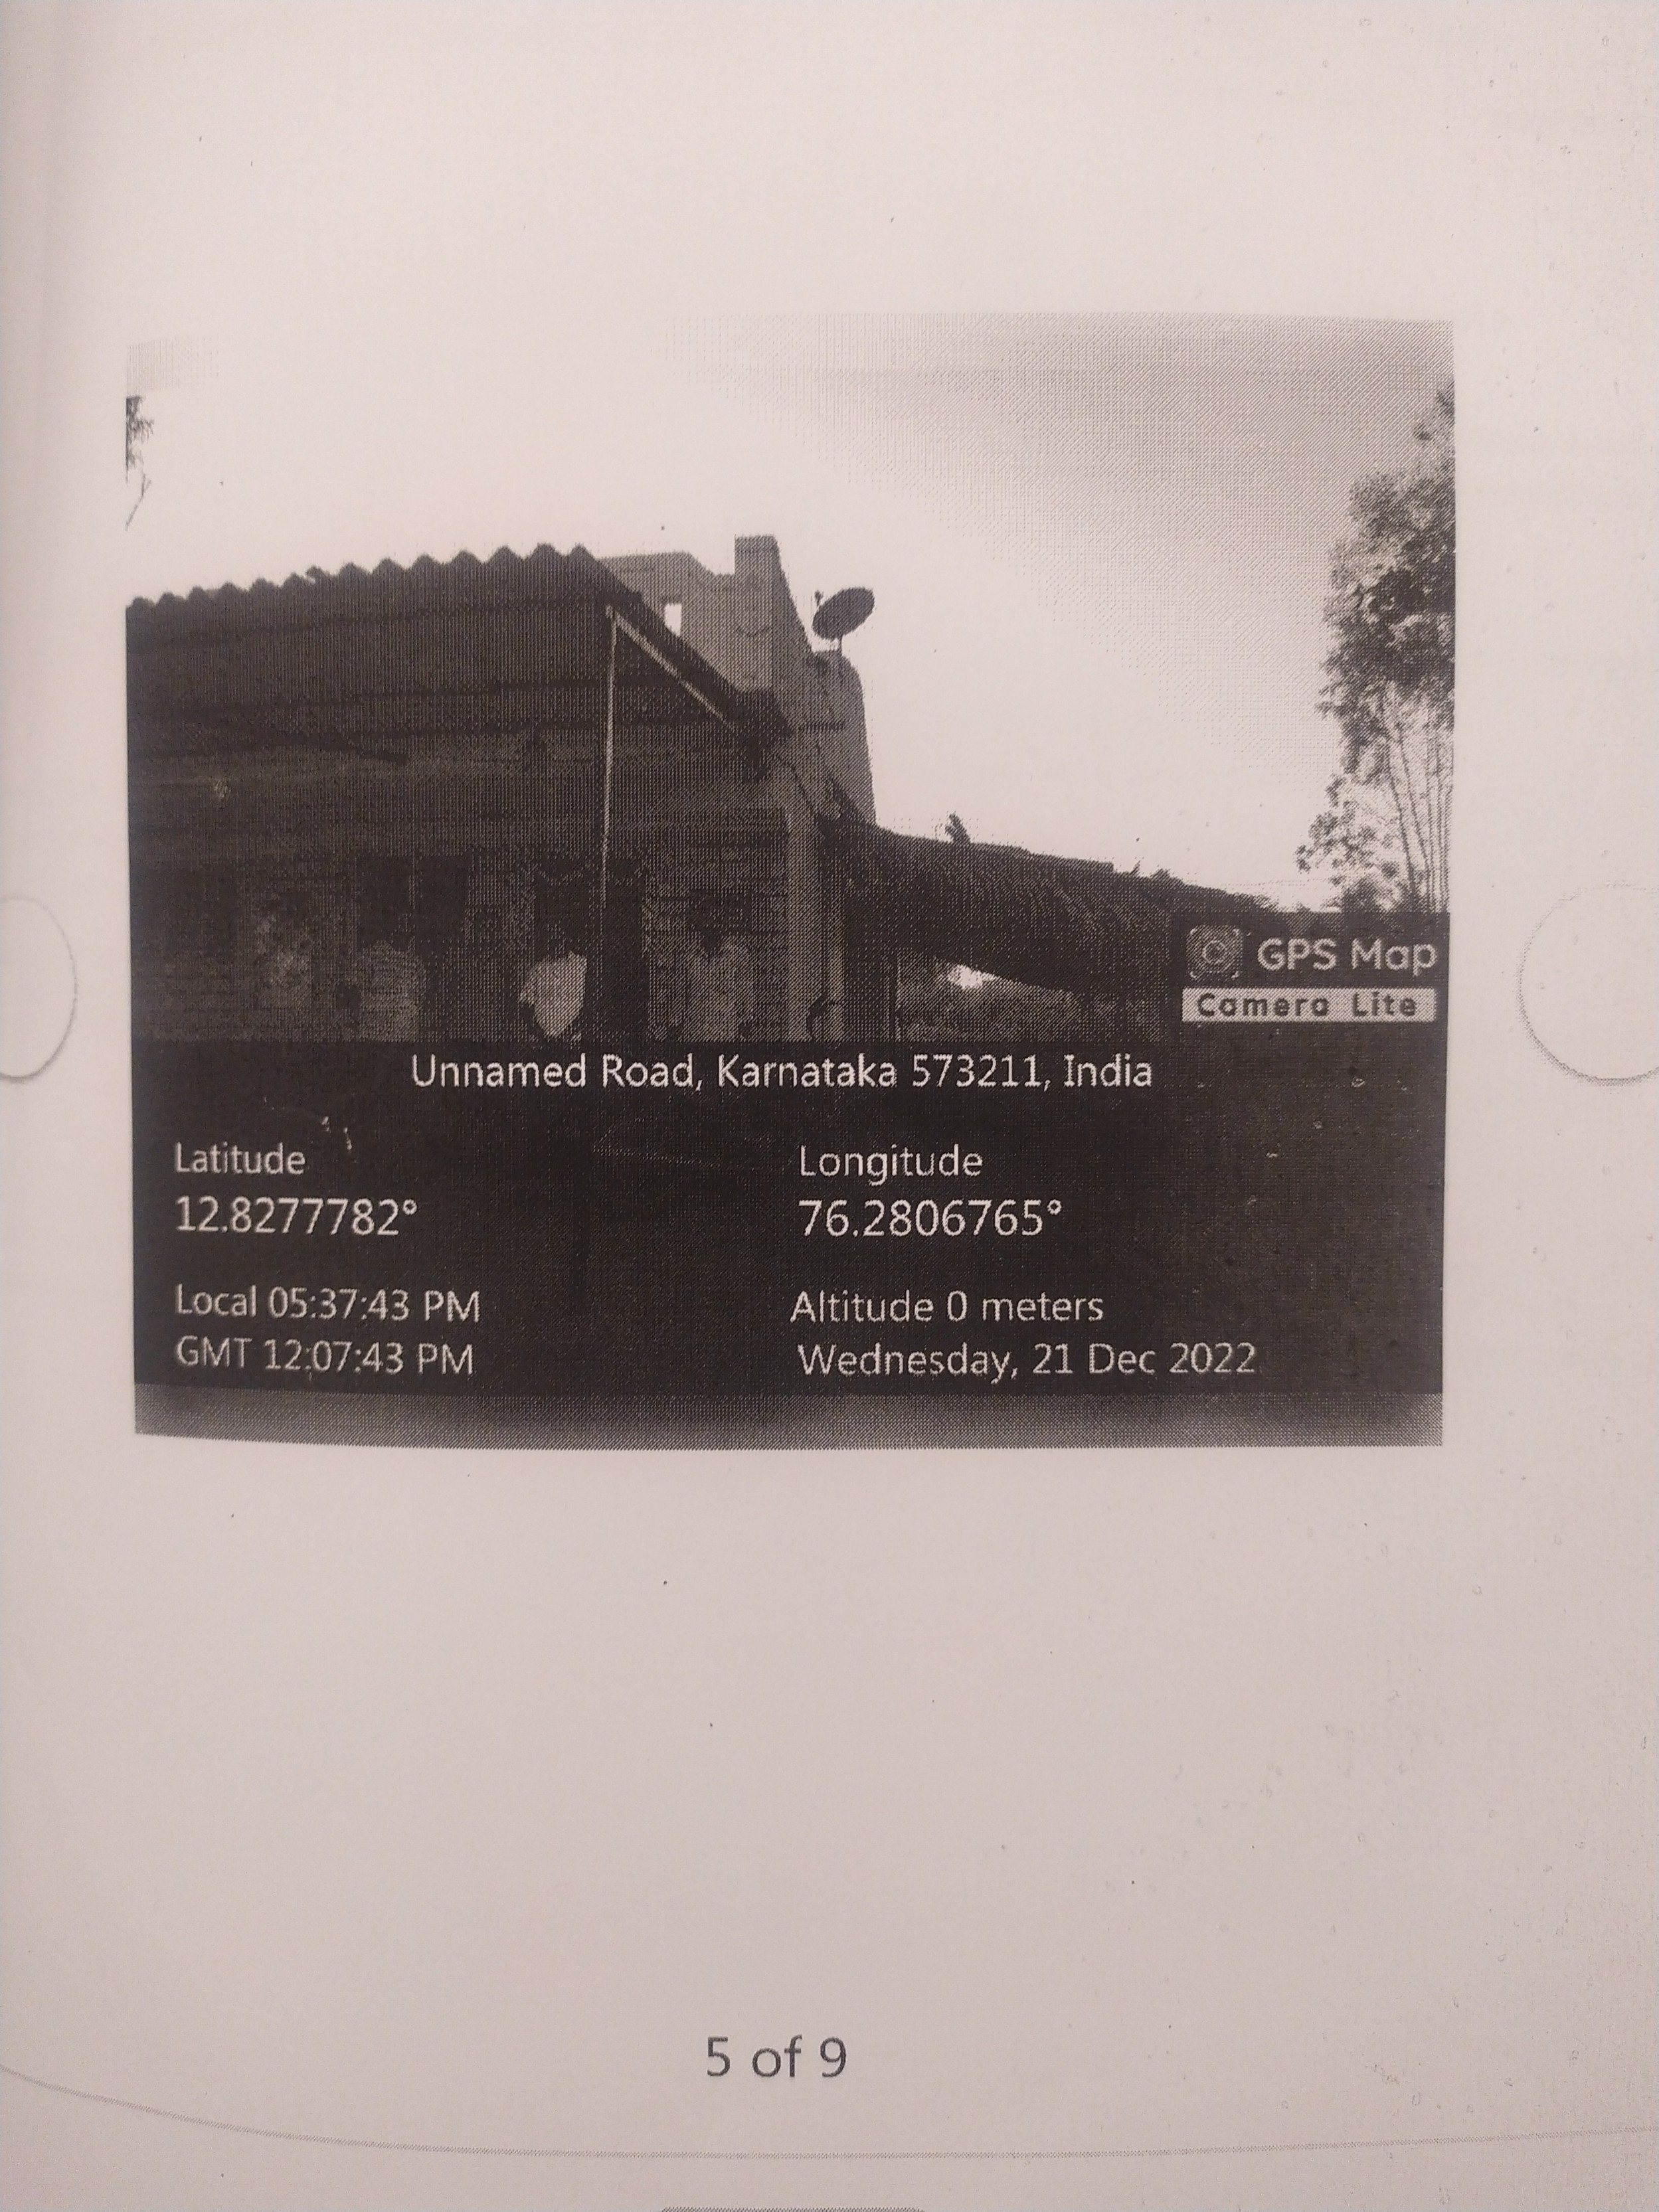 GPS Map
Camera Lite
Unnamed Road, Karnataka 573211, India
Latitude
12.8277782°
Longitude
76.2806765°
Local 05:37:43 PM
GMT 12:07:43 PM
Altitude 0 meters
Wednesday, 21 Dec 2022
5 of 9